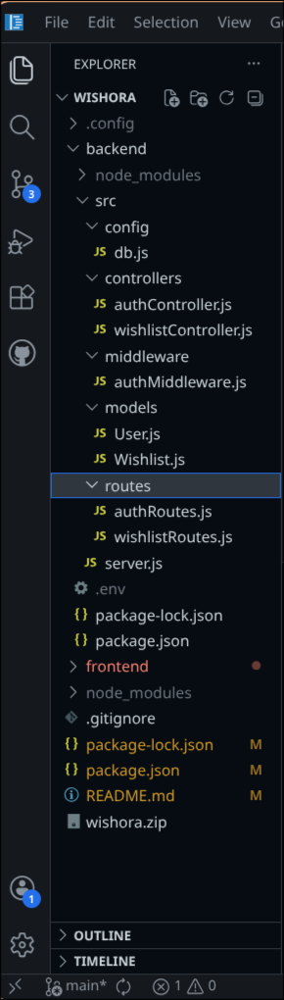 File Edit Selection View G
EXPLORER
WISHORA
.config
backend
node_modules
src
config
JS db.js
controllers
JS authController.js
JS wishlistController.js
middleware
JS authMiddleware.js
models
JS User.js
JS Wishlist.js
routes
JS authRoutes.js
JS wishlistRoutes.js
JS server.js
.env
{} package-lock.json
{} package.json
frontend
node_modules
.gitignore
{} package-lock.json M
{} package.json M
README.md M
wishora.zip
3
1
OUTLINE
TIMELINE
main* 1 0